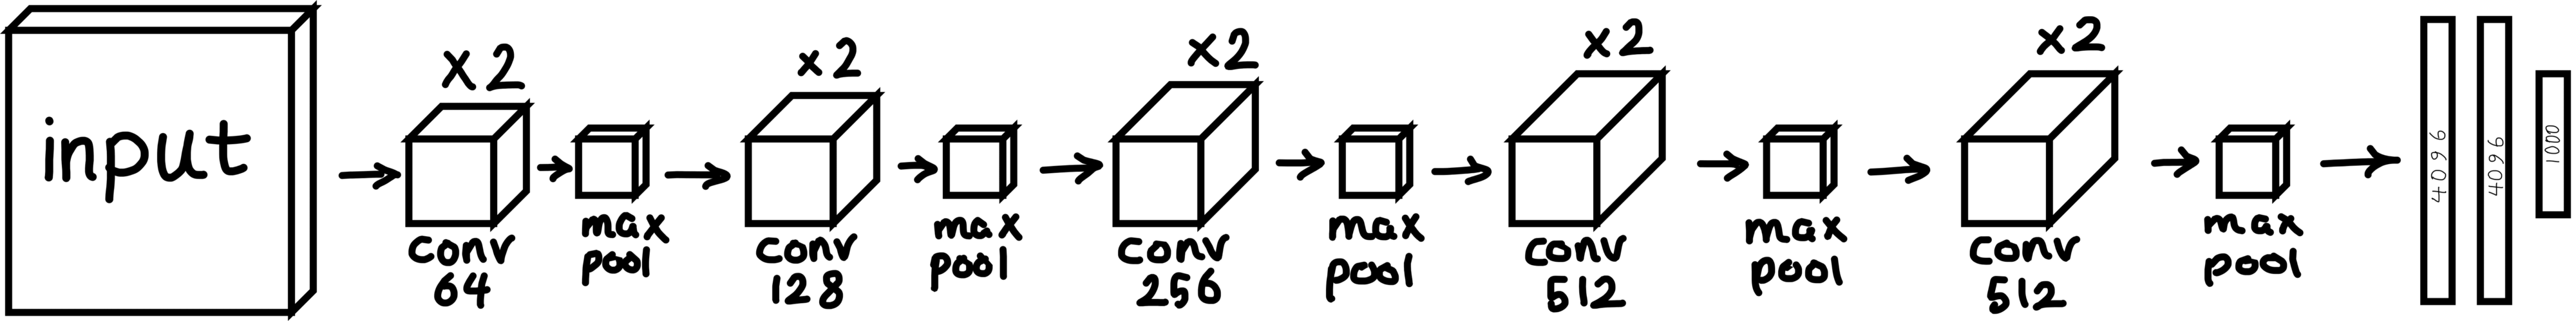 input
x2
conv
64
max
pool
x2
conv
128
max
pool
x2
conv
256
max
pool
x2
conv
512
max
pool
x2
conv
512
max
pool
4096
4096
1000